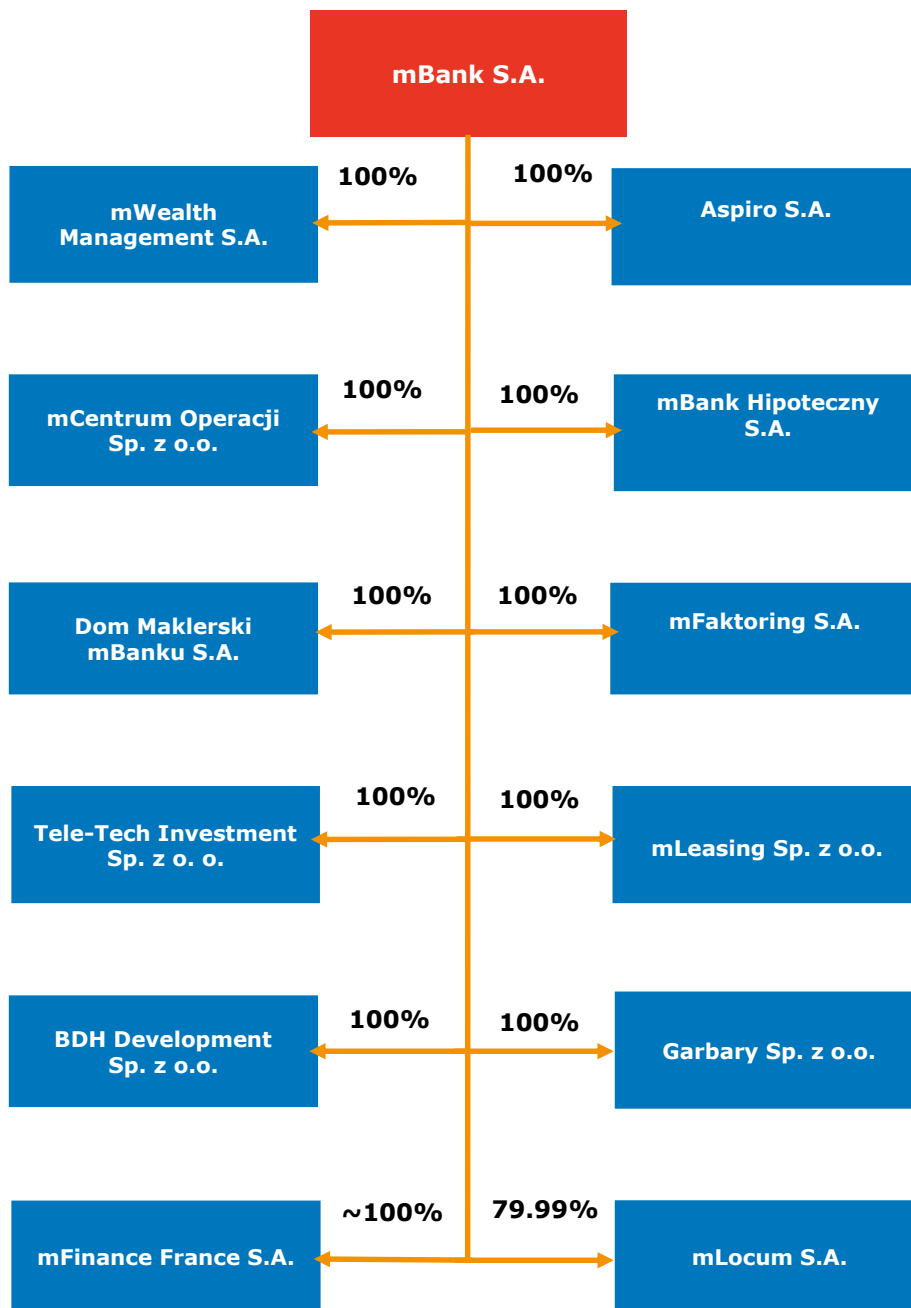 mBank S.A.
100%
100%
mWealth
Management S.A.
Aspiro S.A.
100%
100%
mCentrum Operacji
Sp. z o.o.
mBank Hipoteczny
S.A.
100%
100%
Dom Maklerski
mBanku S.A.
mFaktoring S.A.
100%
100%
Tele-Tech Investment
Sp. z o. o.
mLeasing Sp. z o.o.
100%
100%
BDH Development
Sp. z o.o.
Garbary Sp. z o.o.
~100%
79.99%
mFinance France S.A.
mLocum S.A.